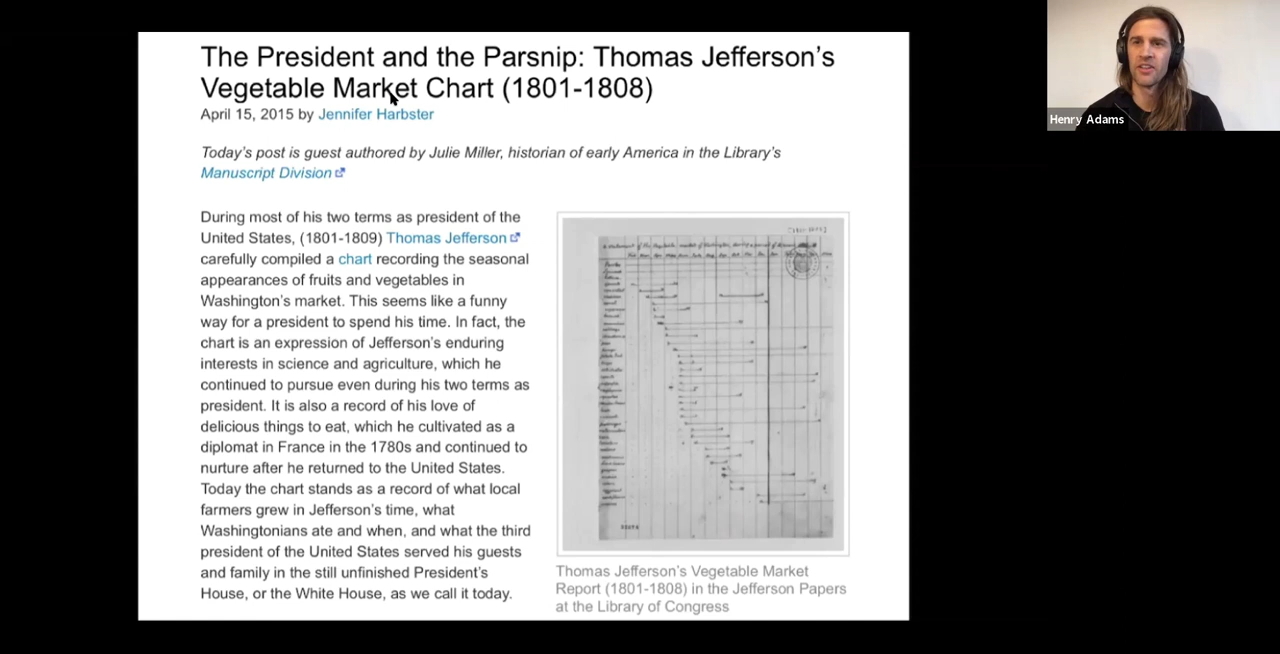 The President and the Parsnip: Thomas Jefferson's
Vegetable Market Chart (1801-1808)
April 15, 2015 by Jennifer Harbster
Today's post is guest authored by Julie Miller, historian of early America in the Library's
Manuscript Division
During most of his two terms as president of the
United States, (1801-1809) Thomas Jefferson
carefully compiled a chart recording the seasonal
appearances of fruits and vegetables in
Washington's market. This seems like a funny
way for a president to spend his time. In fact, the
chart is an expression of Jefferson's enduring
interests in science and agriculture, which he
continued to pursue even during his two terms as
president. It is also a record of his love of
delicious things to eat, which he cultivated as a
diplomat in France in the 1780s and continued to
nurture after he returned to the United States.
Today the chart stands as a record of what local
farmers grew in Jefferson's time, what
Washingtonians ate and when, and what the third
president of the United States served his guests
and family in the still unfinished President's
House, or the White House, as we call it today.
Thomas Jefferson's Vegetable Market
Report (1801-1808) in the Jefferson Papers
at the Library of Congress
Henry Adams